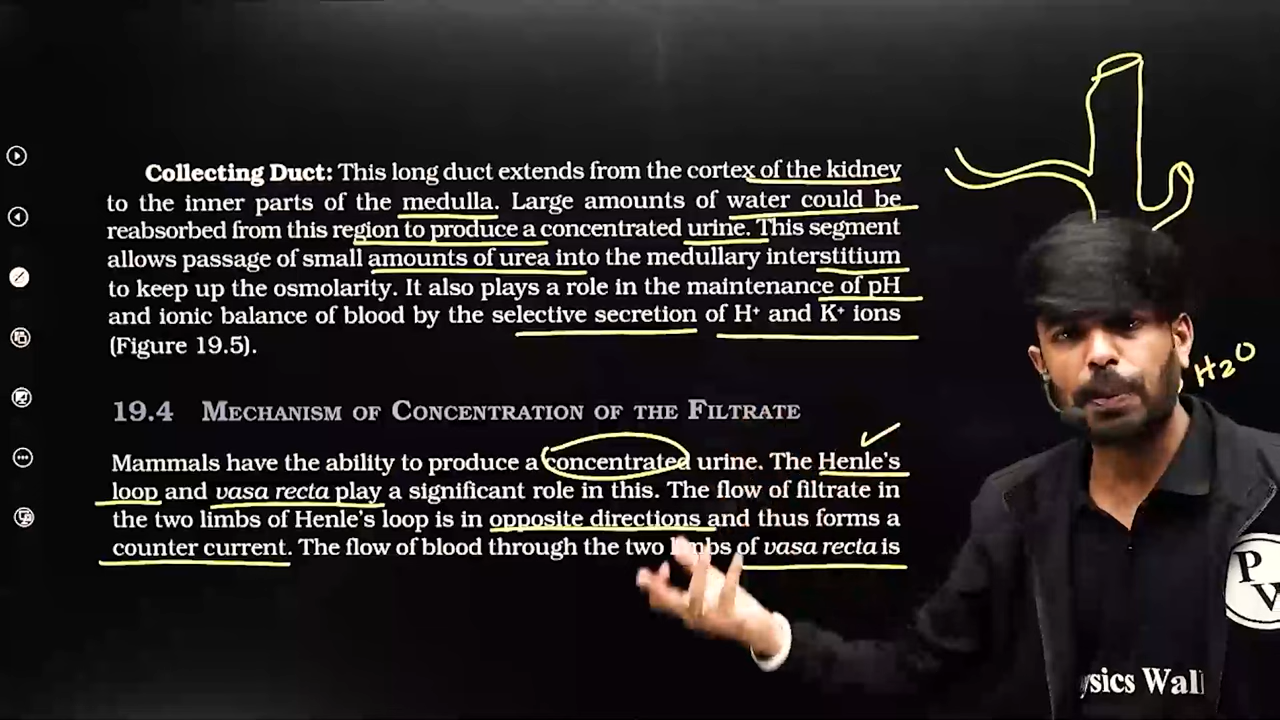 Collecting Duct: This long duct extends from the cortex of the kidney
to the inner parts of the medulla. Large amounts of water could be
reabsorbed from this region to produce a concentrated urine. This segment
allows passage of small amounts of urea into the medullary interstitium
to keep up the osmolarity. It also plays a role in the maintenance of pH
and ionic balance of blood by the selective secretion of H⁺ and K⁺ ions
(Figure 19.5).
H₂O
19.4 MECHANISM OF CONCENTRATION OF THE FILTRATE
Mammals have the ability to produce a concentrated urine. The Henle's
loop and vasa recta play a significant role in this. The flow of filtrate in
the two limbs of Henle's loop is in opposite directions and thus forms a
counter current. The flow of blood through the two limbs of vasa recta is
P
W
ysics Wall